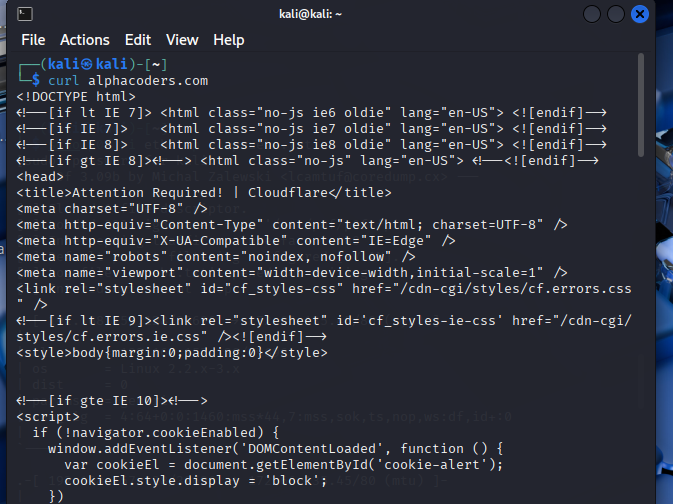 kali@kali: ~
File Actions Edit View Help
┌──(kali㉿kali)-[~]
└─$ curl alphacoders.com
<!DOCTYPE html>
<!--[if lt IE 7]> <html class="no-js ie6 oldie" lang="en-US"> <![endif]-->
<!--[if IE 7]>    <html class="no-js ie7 oldie" lang="en-US"> <![endif]-->
<!--[if IE 8]>    <html class="no-js ie8 oldie" lang="en-US"> <![endif]-->
<!--[if gt IE 8]><!--> <html class="no-js" lang="en-US"> <!--<![endif]-->
<head>
<title>Attention Required! | Cloudflare</title>
<meta charset="UTF-8" />
<meta http-equiv="Content-Type" content="text/html; charset=UTF-8" />
<meta http-equiv="X-UA-Compatible" content="IE=Edge" />
<meta name="robots" content="noindex, nofollow" />
<meta name="viewport" content="width=device-width,initial-scale=1" />
<link rel="stylesheet" id="cf_styles-css" href="/cdn-cgi/styles/cf.errors.css
" />
<!--[if lt IE 9]><link rel="stylesheet" id='cf_styles-ie-css' href="/cdn-cgi/
styles/cf.errors.ie.css" /><![endif]-->
<style>body{margin:0;padding:0}</style>
<!--[if gte IE 10]><!-->
<script>
  if (!navigator.cookieEnabled) {
    window.addEventListener('DOMContentLoaded', function () {
      var cookieEl = document.getElementById('cookie-alert');
      cookieEl.style.display = 'block';
    })